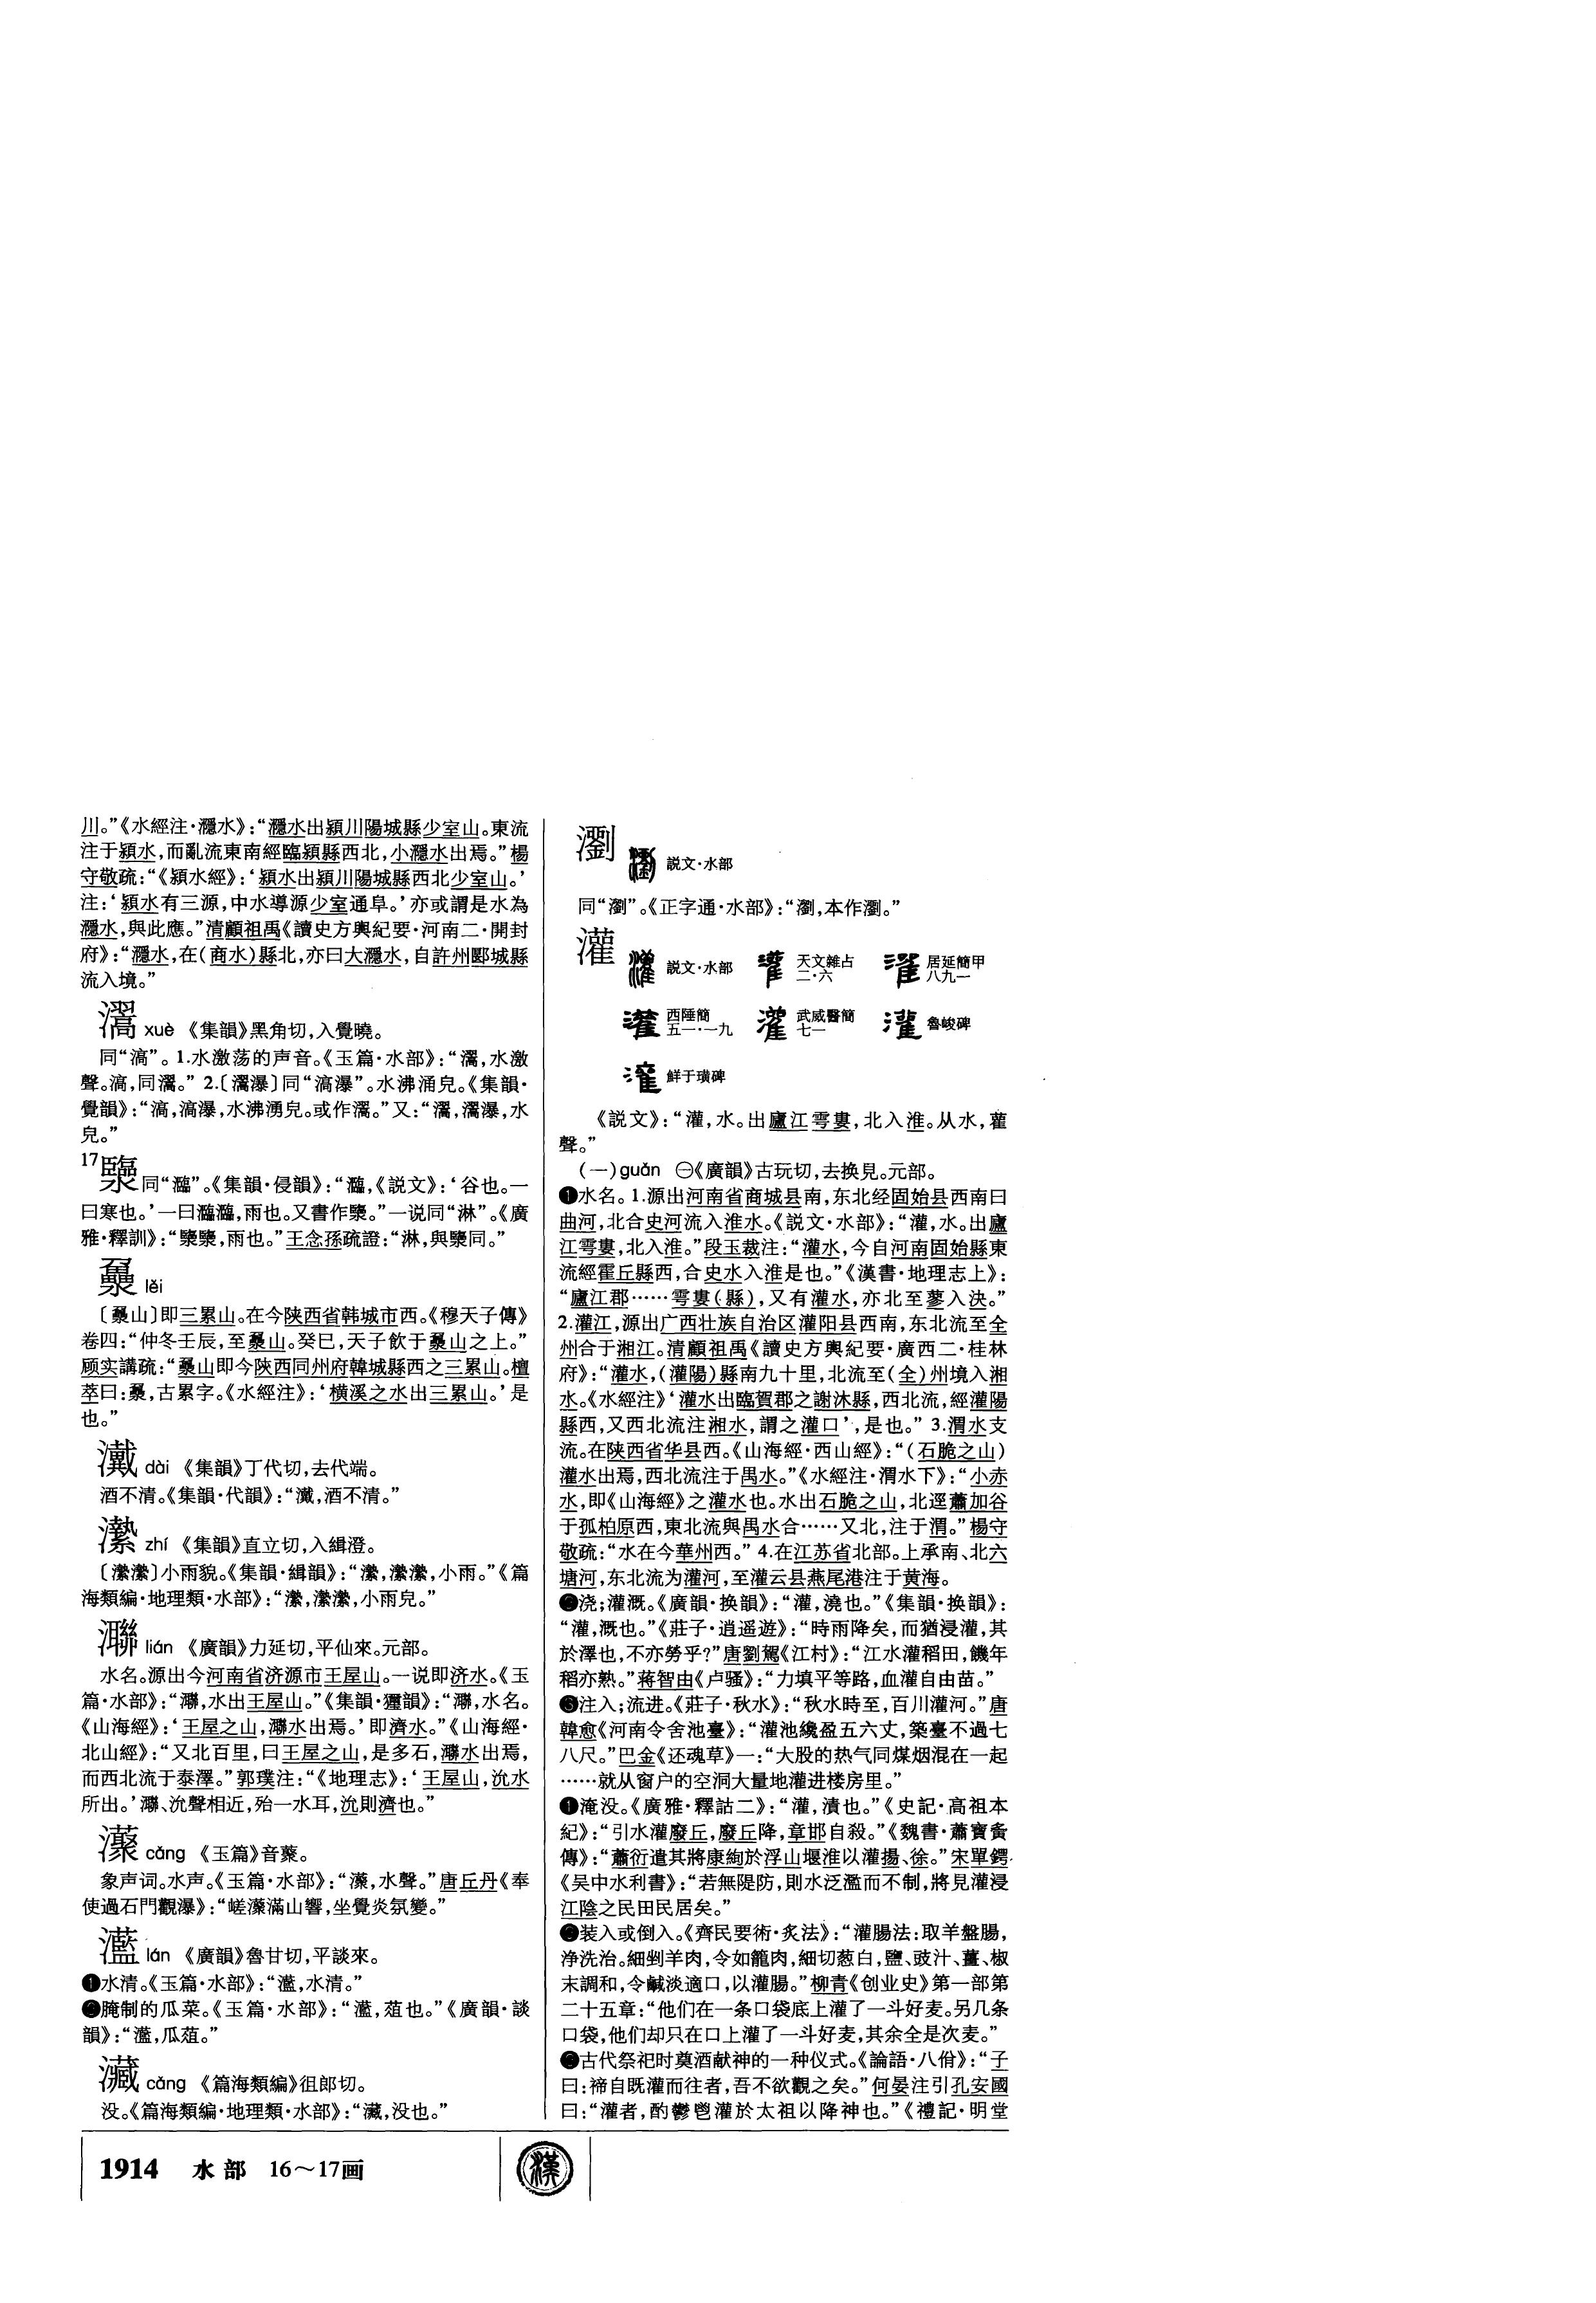 川。”《水經注·濦水》:“濦水出潁川陽城縣少室山。東流
注于潁水,而亂流東南經臨潁縣西北,小濦水出焉。”楊
守敬疏:“《潁水經》:‘潁水出潁川陽城縣西北少室山。’
注:‘潁水有三源,中水導源少室通阜。’亦或謂是水為
濦水,與此應。”清顧祖禹《讀史方輿紀要·河南二·開封
府》:“濦水,在(商水)縣北,亦曰大濦水,自許州郾城縣
流入境。”
xuè 《集韻》黑角切,入覺曉。
同“滈”。1.水激荡的声音。《玉篇·水部》:“,水激
聲。滈,同。” 2.〔瀑〕同“滈瀑”。水沸涌皃。《集韻·
覺韻》:“滈,滈瀑,水沸湧皃。或作。”又:“,瀑,水
皃。”
17 同“灆”。《集韻·侵韻》:“,《説文》:‘谷也。一
曰寒也。’一曰,雨也。又書作。”一说同“淋”。《廣
雅·釋訓》:“,雨也。”王念孫疏證:“淋,與同。”
lěi
〔山〕即三累山。在今陕西省韩城市西。《穆天子傳》
卷四:“仲冬壬辰,至山。癸巳,天子飲于山之上。”
顾实講疏:“山即今陝西同州府韓城縣西之三累山。檀
萃曰:,古累字。《水經注》:‘横溪之水出三累山。’是
也。”
瀻 dài 《集韻》丁代切,去代端。
酒不清。《集韻·代韻》:“瀻,酒不清。”
zhí 《集韻》直立切,入緝澄。
〔〕小雨貌。《集韻·緝韻》:“,小雨。”《篇
海類編·地理類·水部》:“,小雨皃。”
㶌 lián 《廣韻》力延切,平仙來。元部。
水名。源出今河南省济源市王屋山。一说即济水。《玉
篇·水部》:“㶌,水出王屋山。”《集韻·獮韻》:“㶌,水名。
《山海經》:‘王屋之山,㶌水出焉。’即濟水。”《山海經·
北山經》:“又北百里,曰王屋之山,是多石,㶌水出焉,
而西北流于泰澤。”郭璞注:“《地理志》:‘王屋山,沇水
所出。’㶌、沇聲相近,殆一水耳,沇則濟也。”
cǎng 《玉篇》音。
象声词。水声。《玉篇·水部》:“,水聲。”唐丘丹《奉
使過石門觀瀑》:“嵯滿山響,坐覺炎氛變。”
灆 lán 《廣韻》魯甘切,平談來。
❶水清。《玉篇·水部》:“灆,水清。”
❷腌制的瓜菜。《玉篇·水部》:“灆,菹也。”《廣韻·談
韻》:“灆,瓜菹。”
㶓 cǎng 《篇海類編》徂郎切。
没。《篇海類編·地理類·水部》:“,没也。”
説文·水部
同“瀏”。《正字通·水部》:“瀏,本作。”
灌 説文·水部 天文雜占二·六 居延簡甲八九一
西陲簡五一·一九 武威醫簡七一 魯峻碑
鮮于璜碑
《説文》:“灌,水。出廬江雩婁,北入淮。从水,雚
聲。”
(一)guǎn ㊀《廣韻》古玩切,去换見。元部。
❶水名。1.源出河南省商城县南,东北经固始县西南曰
曲河,北合史河流入淮水。《説文·水部》:“灌,水。出廬
江雩婁,北入淮。”段玉裁注:“灌水,今自河南固始縣東
流經霍丘縣西,合史水入淮是也。”《漢書·地理志上》:
“廬江郡……雩婁(縣),又有灌水,亦北至蓼入決。”
2.灌江,源出广西壮族自治区灌阳县西南,东北流至全
州合于湘江。清顧祖禹《讀史方輿紀要·廣西二·桂林
府》:“灌水,(灌陽)縣南九十里,北流至(全)州境入湘
水。《水經注》‘灌水出臨賀郡之謝沐縣,西北流,經灌陽
縣西,又西北流注湘水,謂之灌口’,是也。” 3.渭水支
流。在陕西省华县西。《山海經·西山經》:“(石脆之山)
灌水出焉,西北流注于禺水。”《水經注·渭水下》:“小赤
水,即《山海經》之灌水也。水出石脆之山,北逕蕭加谷
于孤柏原西,東北流與禺水合……又北,注于渭。”楊守
敬疏:“水在今華州西。” 4.在江苏省北部。上承南、北六
塘河,东北流为灌河,至灌云县燕尾港注于黄海。
❷浇;灌溉。《廣韻·换韻》:“灌,澆也。”《集韻·换韻》:
“灌,溉也。”《莊子·逍遥遊》:“時雨降矣,而猶浸灌,其
於澤也,不亦勞乎?”唐劉駕《江村》:“江水灌稻田,饑年
稻亦熟。”蒋智由《卢骚》:“力填平等路,血灌自由苗。”
❸注入;流进。《莊子·秋水》:“秋水時至,百川灌河。”唐
韓愈《河南令舍池臺》:“灌池纔盈五六丈,築臺不過七
八尺。”巴金《还魂草》一:“大股的热气同煤烟混在一起
……就从窗户的空洞大量地灌进楼房里。”
❹淹没。《廣雅·釋詁二》:“灌,漬也。”《史記·高祖本
紀》:“引水灌廢丘,廢丘降,章邯自殺。”《魏書·蕭寶夤
傳》:“蕭衍遣其將康絢於浮山堰淮以灌揚、徐。”宋單鍔
《吴中水利書》:“若無隄防,則水泛濫而不制,將見灌浸
江陰之民田民居矣。”
❺装入或倒入。《齊民要術·炙法》:“灌腸法:取羊盤腸,
净洗治。細剉羊肉,令如籠肉,細切葱白,鹽、豉汁、薑、椒
末調和,令鹹淡適口,以灌腸。”柳青《创业史》第一部第
二十五章:“他们在一条口袋底上灌了一斗好麦。另几条
口袋,他们却只在口上灌了一斗好麦,其余全是次麦。”
❻古代祭祀时奠酒献神的一种仪式。《論語·八佾》:“子
曰:禘自既灌而往者,吾不欲觀之矣。”何晏注引孔安國
曰:“灌者,酌鬱鬯灌於太祖以降神也。”《禮記·明堂
1914 水部 16～17画